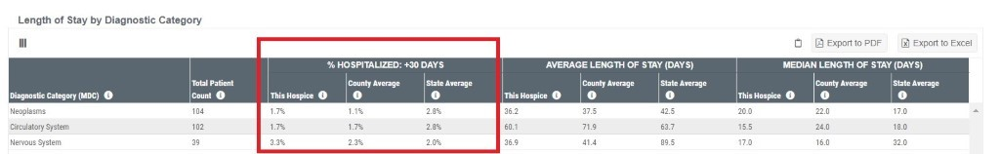 Length of Stay by Diagnostic Category
Export to PDF Export to Excel
% HOSPITALIZED: +30 DAYS AVERAGE LENGTH OF STAY (DAYS) MEDIAN LENGTH OF STAY (DAYS)
Diagnostic Category (MDC) Total Patient Count This Hospice County Average State Average This Hospice County Average State Average This Hospice County Average State Average
Neoplasms 104 1.7% 1.1% 2.8% 36.2 37.5 42.5 20.0 22.0 17.0
Circulatory System 102 1.7% 1.7% 2.8% 60.1 71.9 63.7 15.5 24.0 18.0
Nervous System 39 3.3% 2.3% 2.0% 36.9 41.4 89.5 17.0 16.0 32.0